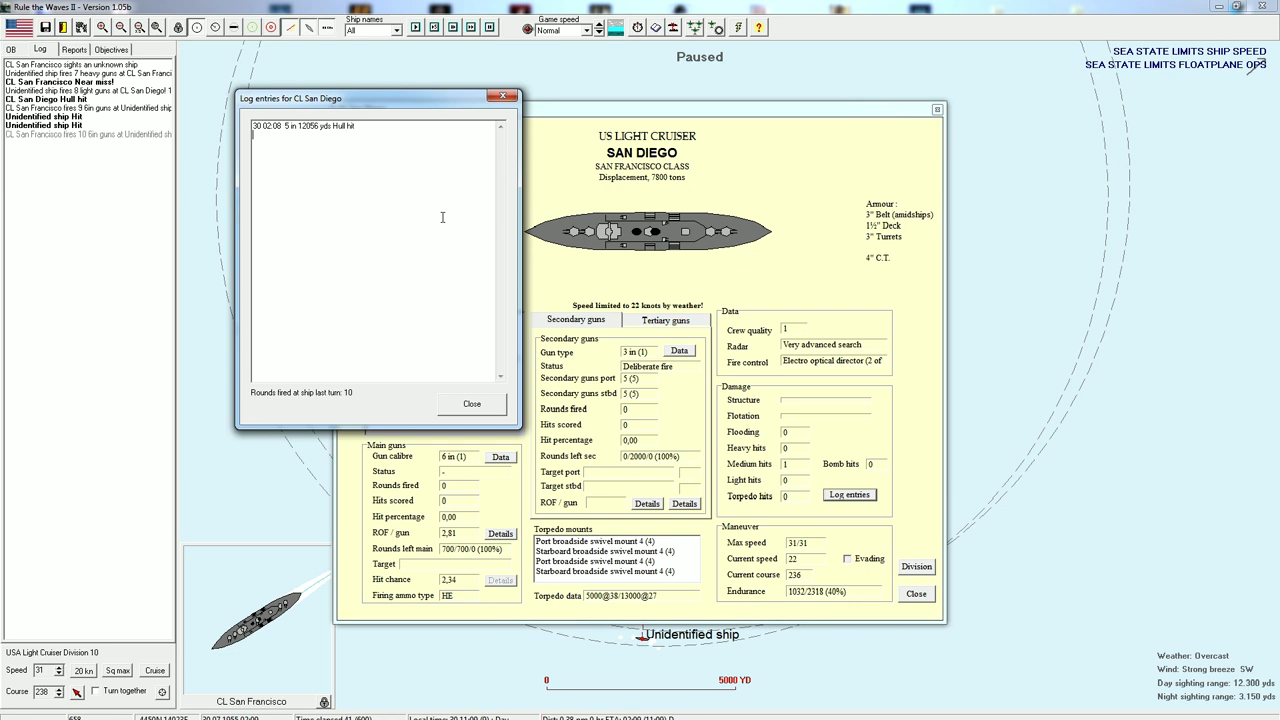 Rule the Waves II - Version 1.05b
Ship names
All
Game speed
Normal
OB
Log
Reports
Objectives
CL San Francisco sights an unknown ship
Unidentified ship fires 7 heavy guns at CL San Franci
CL San Francisco Near miss!
Unidentified ship fires 8 light guns at CL San Diego! 1
CL San Diego Hull hit
CL San Francisco fires 9 6in guns at Unidentified ship
Unidentified ship Hit
Unidentified ship Hit
CL San Francisco fires 10 6in guns at Unidentified sh
Paused
SEA STATE LIMITS SHIP SPEED
SEA STATE LIMITS FLOATPLANE OPS
Log entries for CL San Diego
30 02.08 5 in 12056 yds Hull hit
Rounds fired at ship last turn: 10
Close
US LIGHT CRUISER
SAN DIEGO
SAN FRANCISCO CLASS
Displacement, 7800 tons
Armour :
3" Belt (amidships)
1½" Deck
3" Turrets
4" C.T.
Speed limited to 22 knots by weather!
Main guns
Gun calibre 6 in (1) Data
Status -
Rounds fired 0
Hits scored 0
Hit percentage 0,00
ROF / gun 2,81 Details
Rounds left main 700/700/0 (100%)
Target
Hit chance 2,34 Details
Firing ammo type HE
Secondary guns
Tertiary guns
Secondary guns
Gun type 3 in (1) Data
Status Deliberate fire
Secondary guns port 5 (5)
Secondary guns stbd 5 (5)
Rounds fired 0
Hits scored 0
Hit percentage 0,00
Rounds left sec 0/2000/0 (100%)
Target port
Target stbd
ROF / gun Details Details
Torpedo mounts
Port broadside swivel mount 4 (4)
Starboard broadside swivel mount 4 (4)
Port broadside swivel mount 4 (4)
Starboard broadside swivel mount 4 (4)
Torpedo data 5000@38/13000@27
Data
Crew quality 1
Radar Very advanced search
Fire control Electro optical director (2 of
Damage
Structure
Flotation
Flooding 0
Heavy hits 0
Medium hits 1 Bomb hits 0
Light hits 0
Torpedo hits 0 Log entries
Maneuver
Max speed 31/31
Current speed 22 Evading
Current course 236
Endurance 1032/2318 (40%)
Division
Close
Unidentified ship
0 5000 YD
Weather: Overcast
Wind: Strong breeze SW
Day sighting range: 12.300 yds
Night sighting range: 3.150 yds
USA Light Cruiser Division 10
Speed 31 20 kn Sq max Cruise
Course 238 Turn together
CL San Francisco